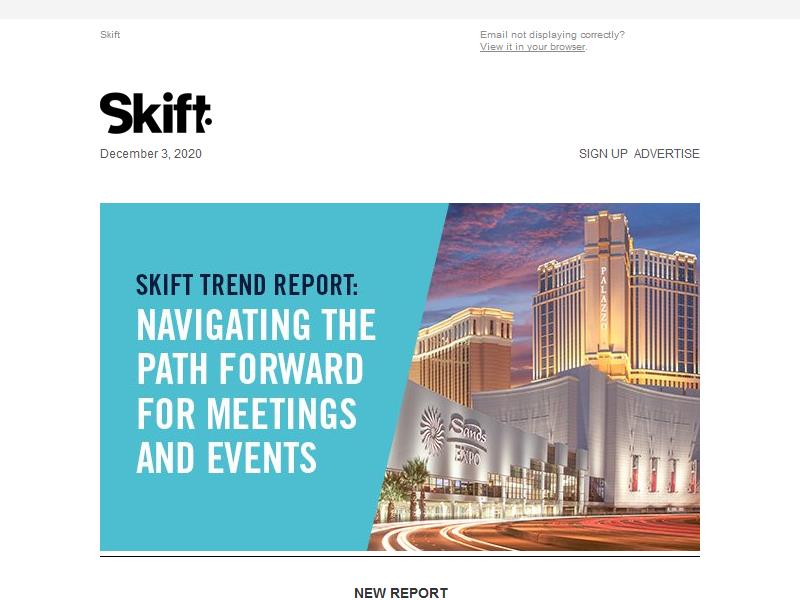 Skift
Email not displaying correctly?
View it in your browser.
Skift
December 3, 2020
SIGN UP ADVERTISE
SKIFT TREND REPORT:
NAVIGATING THE
PATH FORWARD
FOR MEETINGS
AND EVENTS
PALAZZO
Sands
EXPO
NEW REPORT